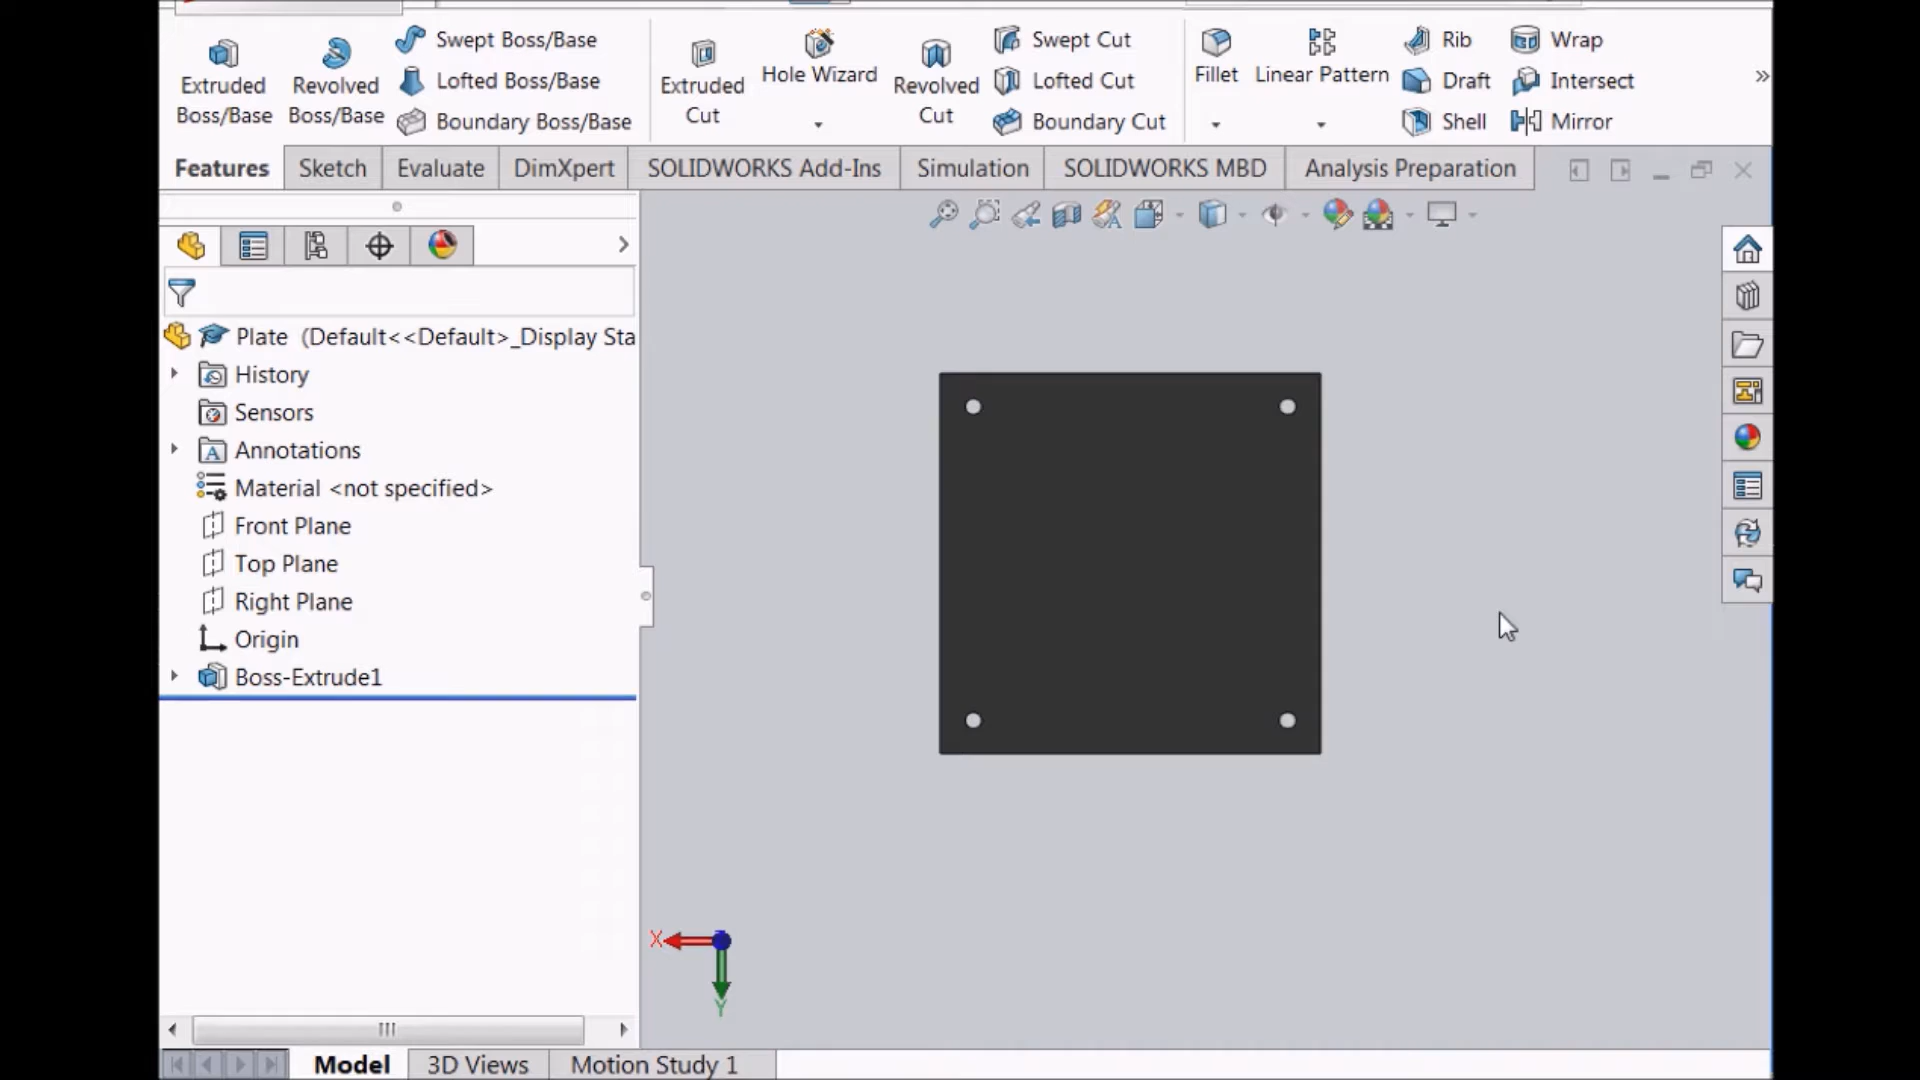 Extruded Boss/Base
Revolved Boss/Base
Swept Boss/Base
Lofted Boss/Base
Boundary Boss/Base
Extruded Cut
Hole Wizard
Revolved Cut
Swept Cut
Lofted Cut
Boundary Cut
Fillet
Linear Pattern
Rib
Draft
Shell
Wrap
Intersect
Mirror
Features
Sketch
Evaluate
DimXpert
SOLIDWORKS Add-Ins
Simulation
SOLIDWORKS MBD
Analysis Preparation
Plate (Default<<Default>_Display Sta
History
Sensors
Annotations
Material <not specified>
Front Plane
Top Plane
Right Plane
Origin
Boss-Extrude1
X
Y
Model
3D Views
Motion Study 1